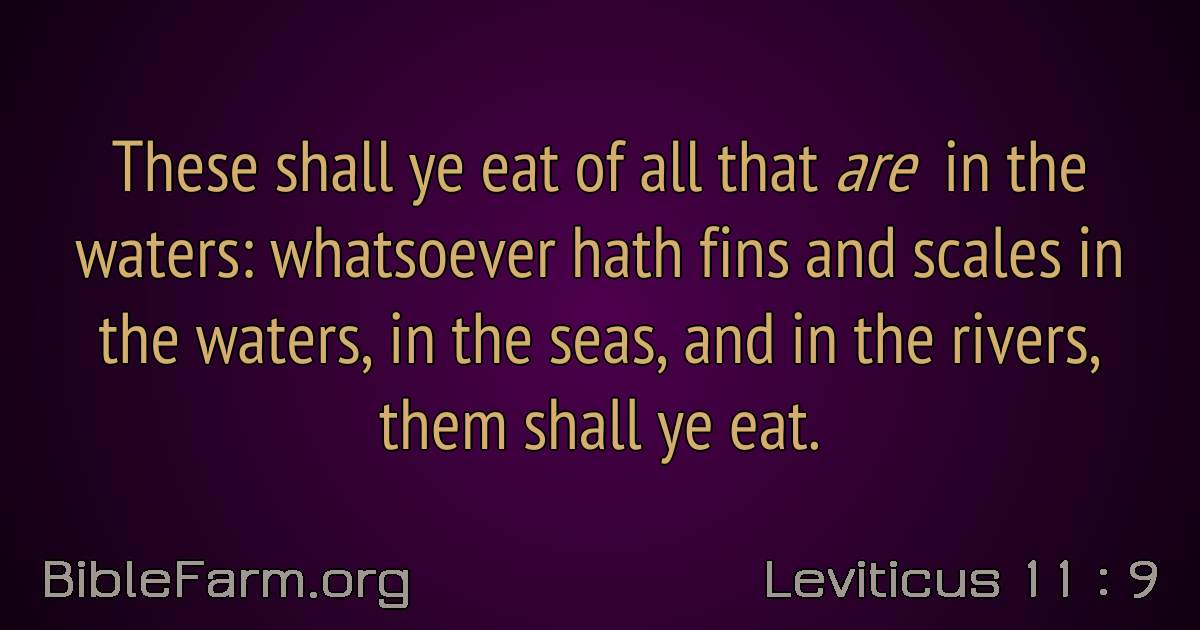 These shall ye eat of all that are in the
waters: whatsoever hath fins and scales in
the waters, in the seas, and in the rivers,
them shall ye eat.
BibleFarm.org
Leviticus 11 : 9